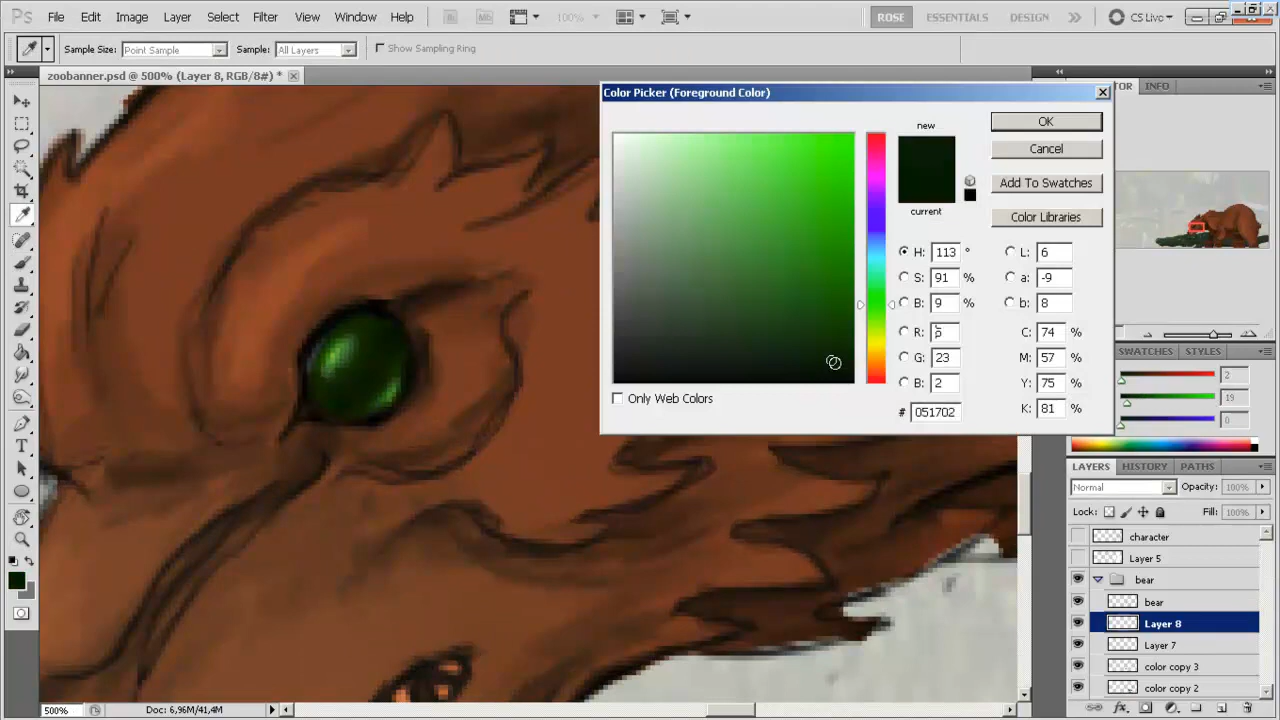 Ps File Edit Image Layer Select Filter View Window Help Br Mb 100% ROSE ESSENTIALS DESIGN CS Live
Sample Size: Point Sample Sample: All Layers Show Sampling Ring
zoobanner.psd @ 500% (Layer 8, RGB/8#) *
TOR INFO
Color Picker (Foreground Color)
new
current
OK
Cancel
Add To Swatches
Color Libraries
H: 113 ° L: 6
S: 91 % a: -9
B: 9 % b: 8
R: 5 C: 74 %
G: 23 M: 57 %
B: 2 Y: 75 %
# 051702 K: 81 %
Only Web Colors
SWATCHES STYLES
2
19
0
LAYERS HISTORY PATHS
Normal Opacity: 100%
Lock: Fill: 100%
character
Layer 5
bear
bear
Layer 8
Layer 7
color copy 3
color copy 2
500% Doc: 6,96M/41,4M